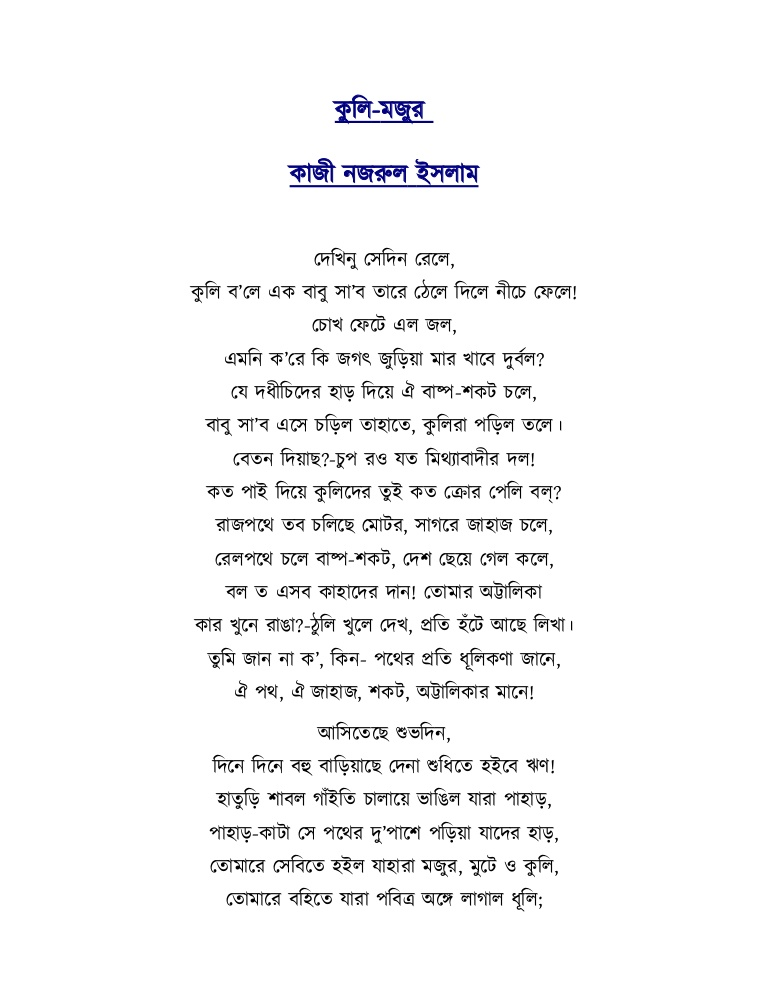 কুলি-মজুর
কাজী নজরুল ইসলাম
দেখিনু সেদিন রেলে,
কুলি ব’লে এক বাবু সা’ব তারে ঠেলে দিলে নীচে ফেলে!
চোখ ফেটে এল জল,
এমনি ক’রে কি জগৎ জুড়িয়া মার খাবে দুর্বল?
যে দধীচিদের হাড় দিয়ে ঐ বাষ্প-শকট চলে,
বাবু সা’ব এসে চড়িল তাহাতে, কুলিরা পড়িল তলে।
বেতন দিয়াছ?-চুপ রও যত মিথ্যাবাদীর দল!
কত পাই দিয়ে কুলিদের তুই কত ক্রোর পেলি বল্?
রাজপথে তব চলিছে মোটর, সাগরে জাহাজ চলে,
রেলপথে চলে বাষ্প-শকট, দেশ ছেয়ে গেল কলে,
বল ত এসব কাহাদের দান! তোমার অট্টালিকা
কার খুনে রাঙা?-ঠুলি খুলে দেখ, প্রতি হঁটে আছে লিখা।
তুমি জান না ক’, কিন- পথের প্রতি ধূলিকণা জানে,
ঐ পথ, ঐ জাহাজ, শকট, অট্টালিকার মানে!
আসিতেছে শুভদিন,
দিনে দিনে বহু বাড়িয়াছে দেনা শুধিতে হইবে ঋণ!
হাতুড়ি শাবল গাঁইতি চালায়ে ভাঙিল যারা পাহাড়,
পাহাড়-কাটা সে পথের দু’পাশে পড়িয়া যাদের হাড়,
তোমারে সেবিতে হইল যাহারা মজুর, মুটে ও কুলি,
তোমারে বহিতে যারা পবিত্র অঙ্গে লাগাল ধূলি;